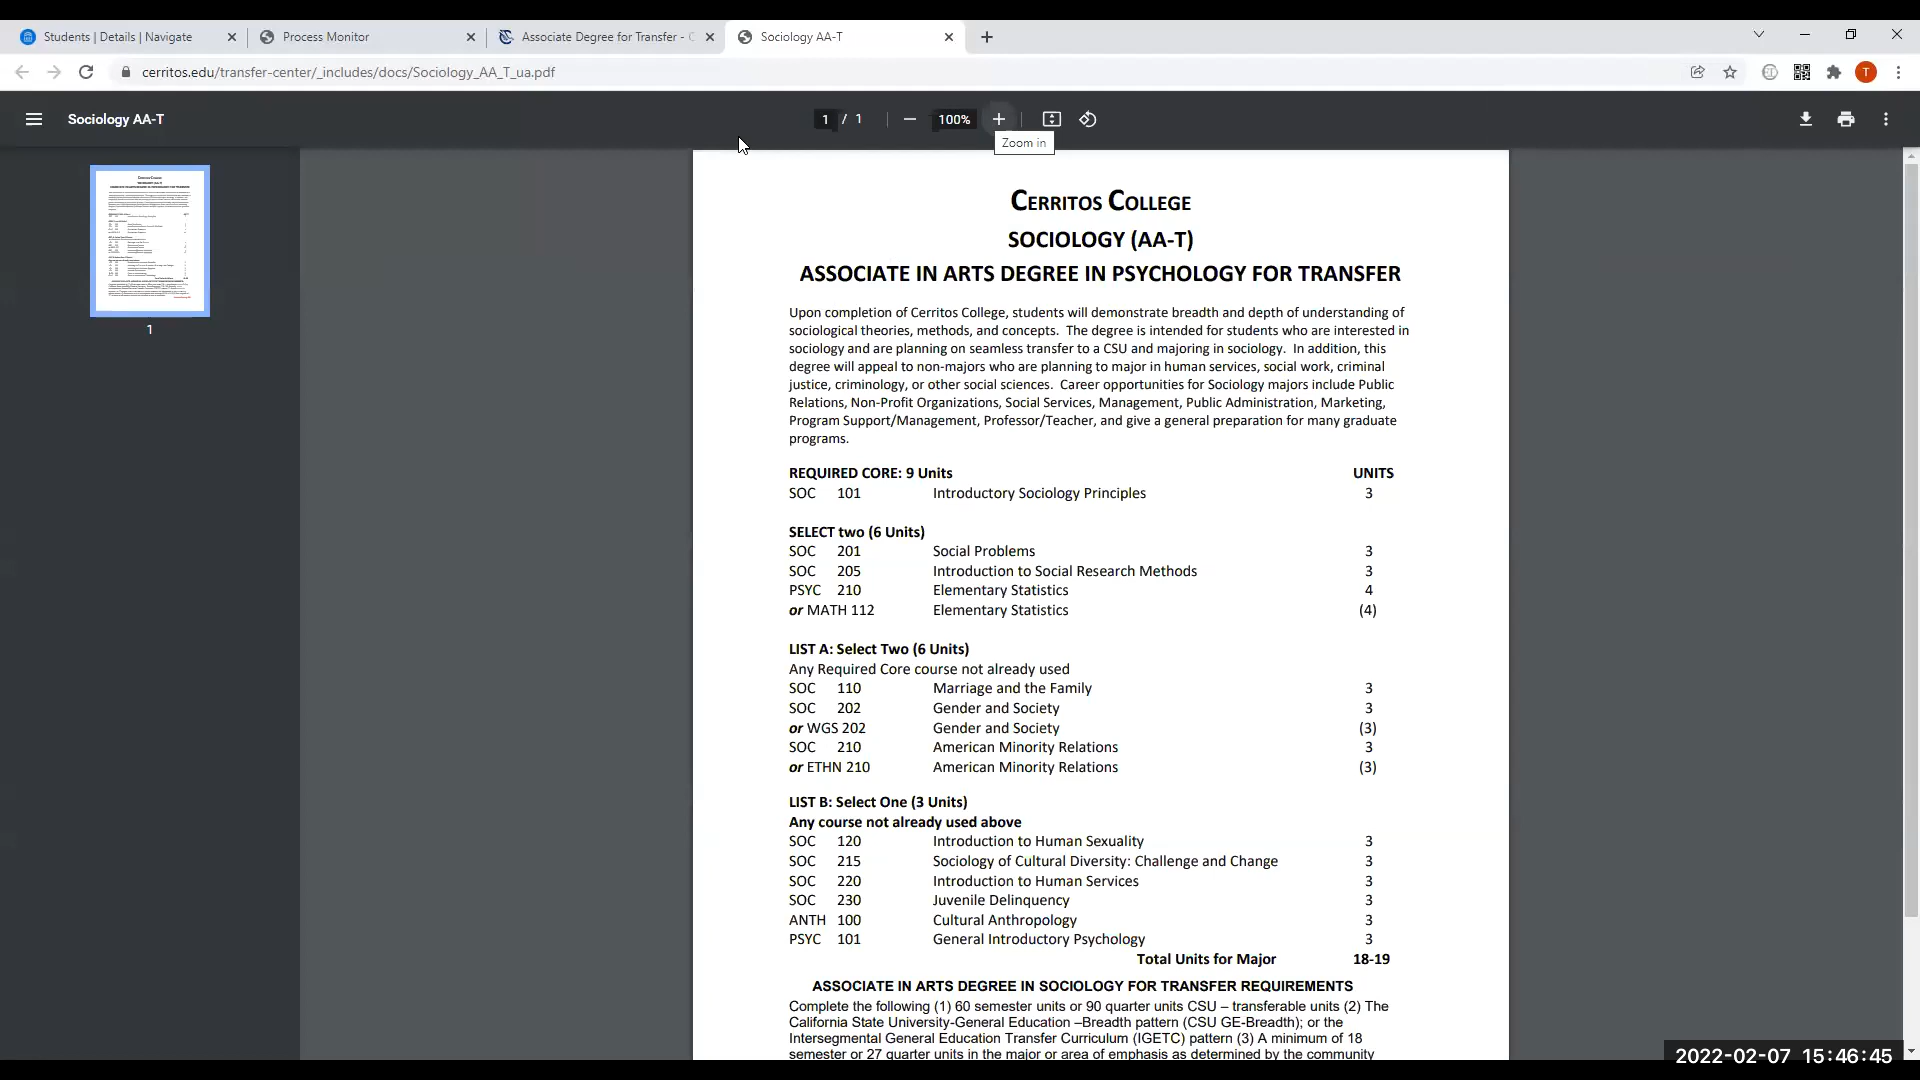 Students | Details | Navigate
Process Monitor
Associate Degree for Transfer - C
Sociology AA-T
cerritos.edu/transfer-center/_includes/docs/Sociology_AA_T_ua.pdf
T
Sociology AA-T
1 / 1
100%
Zoom in
1
CERRITOS COLLEGE
SOCIOLOGY (AA-T)
ASSOCIATE IN ARTS DEGREE IN PSYCHOLOGY FOR TRANSFER
Upon completion of Cerritos College, students will demonstrate breadth and depth of understanding of
sociological theories, methods, and concepts. The degree is intended for students who are interested in
sociology and are planning on seamless transfer to a CSU and majoring in sociology. In addition, this
degree will appeal to non-majors who are planning to major in human services, social work, criminal
justice, criminology, or other social sciences. Career opportunities for Sociology majors include Public
Relations, Non-Profit Organizations, Social Services, Management, Public Administration, Marketing,
Program Support/Management, Professor/Teacher, and give a general preparation for many graduate
programs.
REQUIRED CORE: 9 Units UNITS
SOC 101 Introductory Sociology Principles 3
SELECT two (6 Units)
SOC 201 Social Problems 3
SOC 205 Introduction to Social Research Methods 3
PSYC 210 Elementary Statistics 4
or MATH 112 Elementary Statistics (4)
LIST A: Select Two (6 Units)
Any Required Core course not already used
SOC 110 Marriage and the Family 3
SOC 202 Gender and Society 3
or WGS 202 Gender and Society (3)
SOC 210 American Minority Relations 3
or ETHN 210 American Minority Relations (3)
LIST B: Select One (3 Units)
Any course not already used above
SOC 120 Introduction to Human Sexuality 3
SOC 215 Sociology of Cultural Diversity: Challenge and Change 3
SOC 220 Introduction to Human Services 3
SOC 230 Juvenile Delinquency 3
ANTH 100 Cultural Anthropology 3
PSYC 101 General Introductory Psychology 3
Total Units for Major 18-19
ASSOCIATE IN ARTS DEGREE IN SOCIOLOGY FOR TRANSFER REQUIREMENTS
Complete the following (1) 60 semester units or 90 quarter units CSU – transferable units (2) The
California State University-General Education –Breadth pattern (CSU GE-Breadth); or the
Intersegmental General Education Transfer Curriculum (IGETC) pattern (3) A minimum of 18
semester or 27 quarter units in the major or area of emphasis as determined by the community
2022-02-07 15:46:45